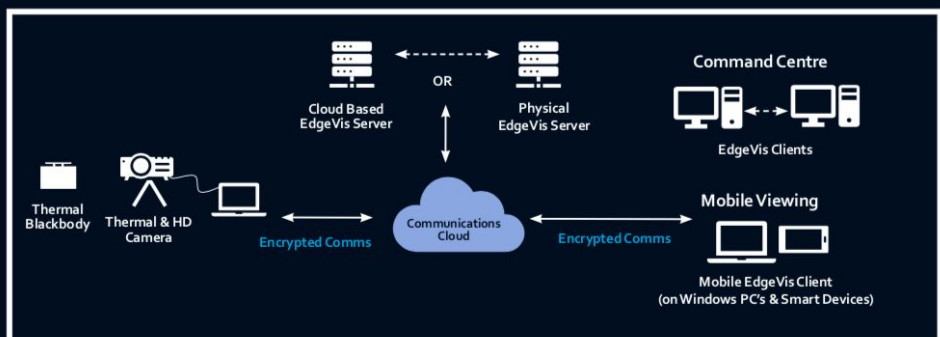 Cloud Based
EdgeVis Server
OR
Physical
EdgeVis Server
Command Centre
EdgeVis Clients
Thermal
Blackbody
Thermal & HD
Camera
Encrypted Comms
Communications
Cloud
Encrypted Comms
Mobile Viewing
Mobile EdgeVis Client
(on Windows PC's & Smart Devices)